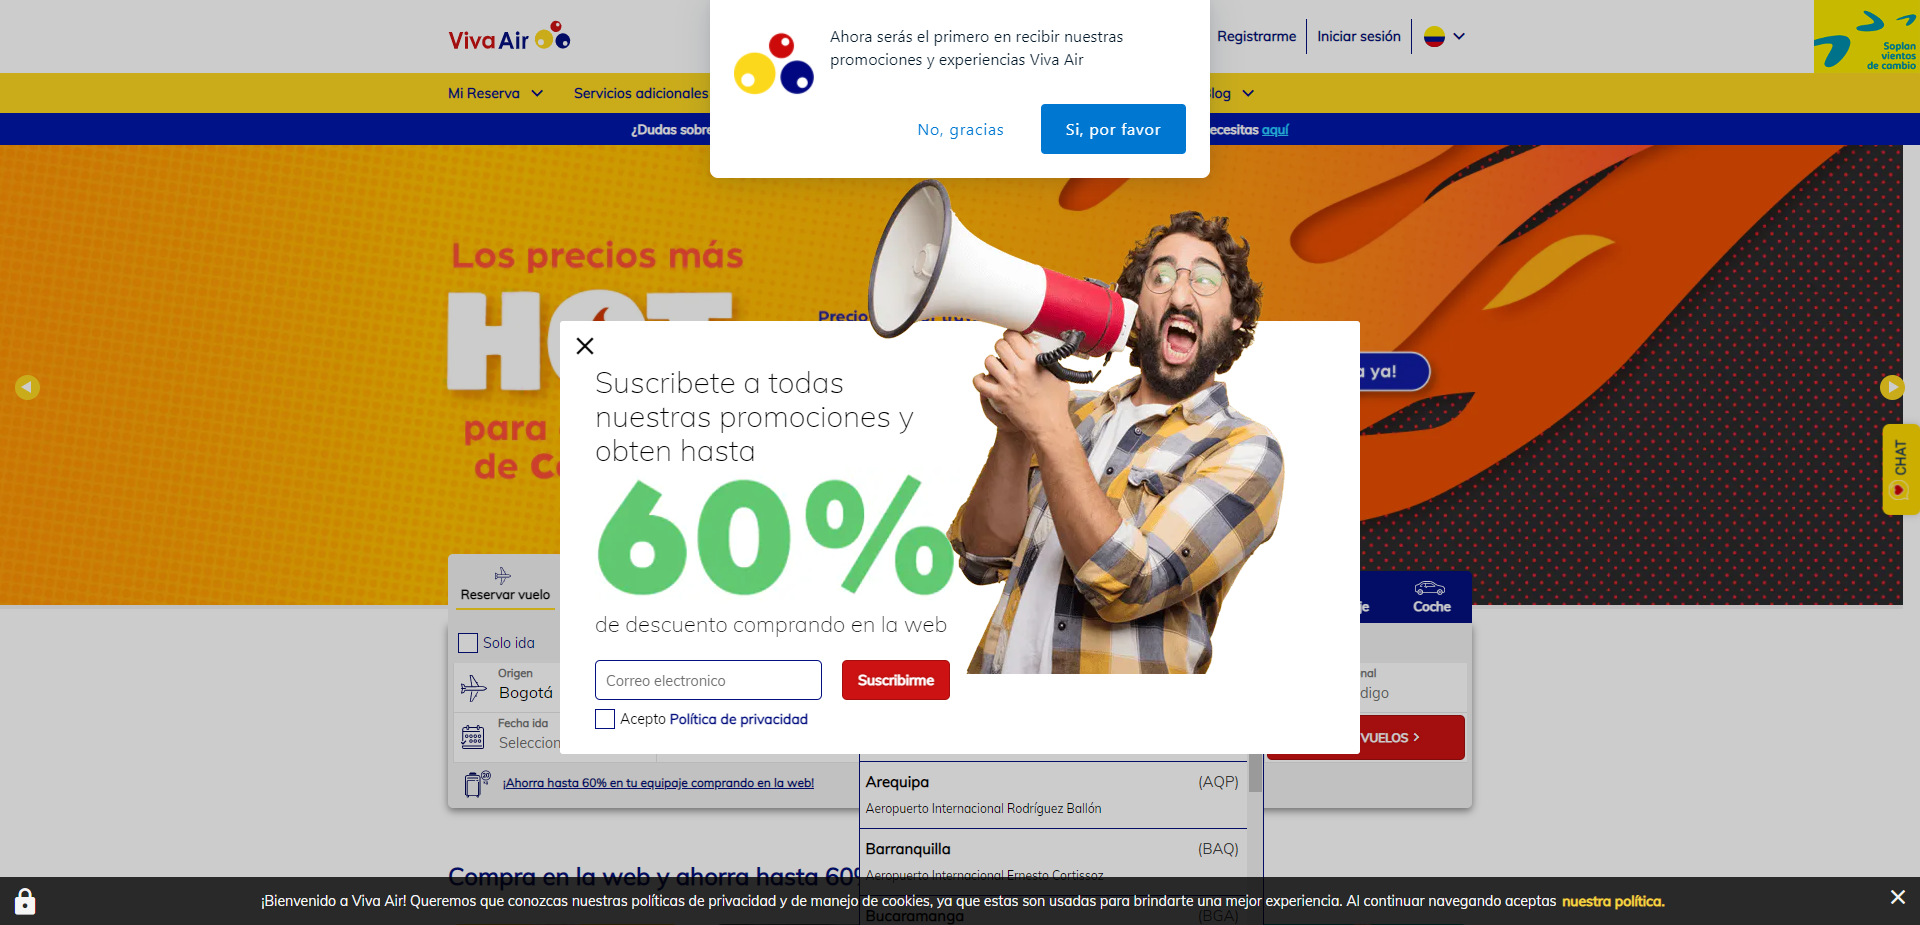 Viva Air
Ahora serás el primero en recibir nuestras
promociones y experiencias Viva Air
No, gracias
Si, por favor
Registrarme
Iniciar sesión
Soplan
vientos
de cambio
Mi Reserva
Servicios adicionales
¿Dudas sobre
aquí
Los precios más
HOT
para
de
ya!
CHAT
Suscribete a todas
nuestras promociones y
obten hasta
60%
de descuento comprando en la web
Correo electronico
Suscribirme
Acepto Política de privacidad
Reservar vuelo
Coche
Solo ida
Origen
Bogotá
Fecha ida
VUELOS >
¡Ahorra hasta 60% en tu equipaje comprando en la web!
Arequipa (AQP)
Aeropuerto Internacional Rodríguez Ballón
Barranquilla (BAQ)
Aeropuerto Internacional Ernesto Cortissoz
Bucaramanga (BGA)
Compra en la web y ahorra hasta 60%
¡Bienvenido a Viva Air! Queremos que conozcas nuestras políticas de privacidad y de manejo de cookies, ya que estas son usadas para brindarte una mejor experiencia. Al continuar navegando aceptas nuestra política.